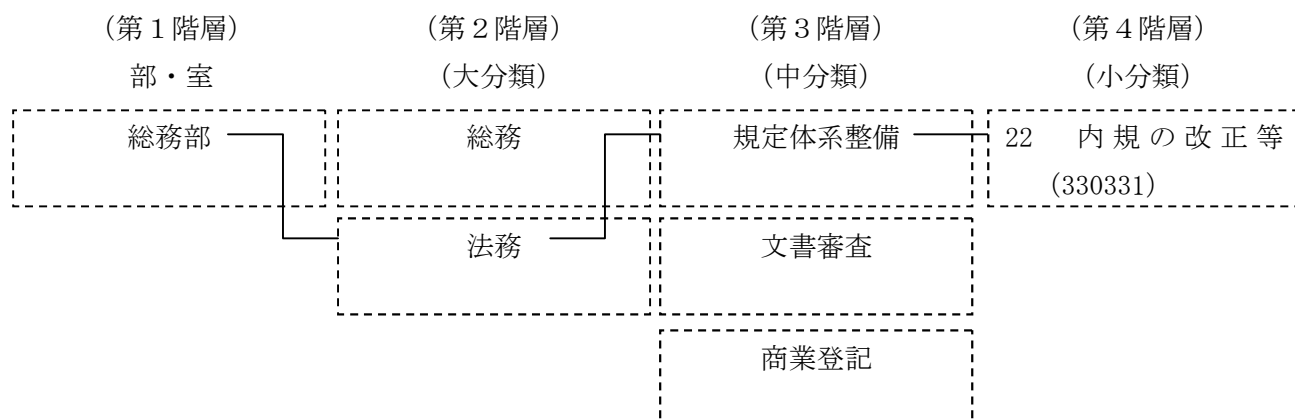 （第１階層） （第２階層） （第３階層） （第４階層）
部・室 （大分類） （中分類） （小分類）
総務部 総務 規定体系整備 22 内規の改正等
（330331）
法務 文書審査
商業登記